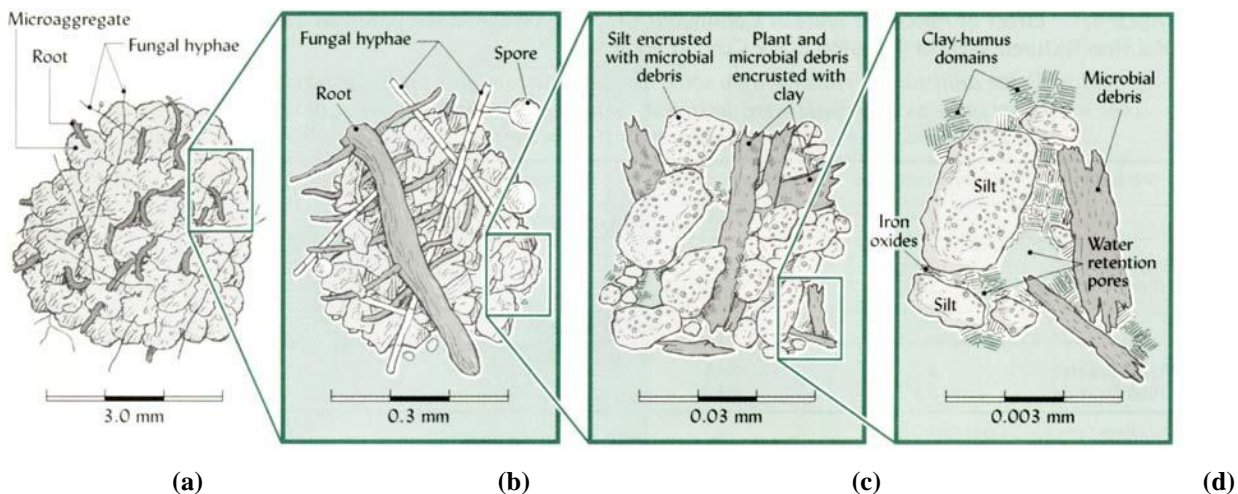 Microaggregate
Root
Fungal hyphae
3.0 mm
(a)
Fungal hyphae
Spore
Root
0.3 mm
(b)
Silt encrusted
with microbial
debris
Plant and
microbial debris
encrusted with
clay
0.03 mm
(c)
Clay-humus
domains
Microbial
debris
Silt
Iron
oxides
Water
retention
pores
Silt
0.003 mm
(d)